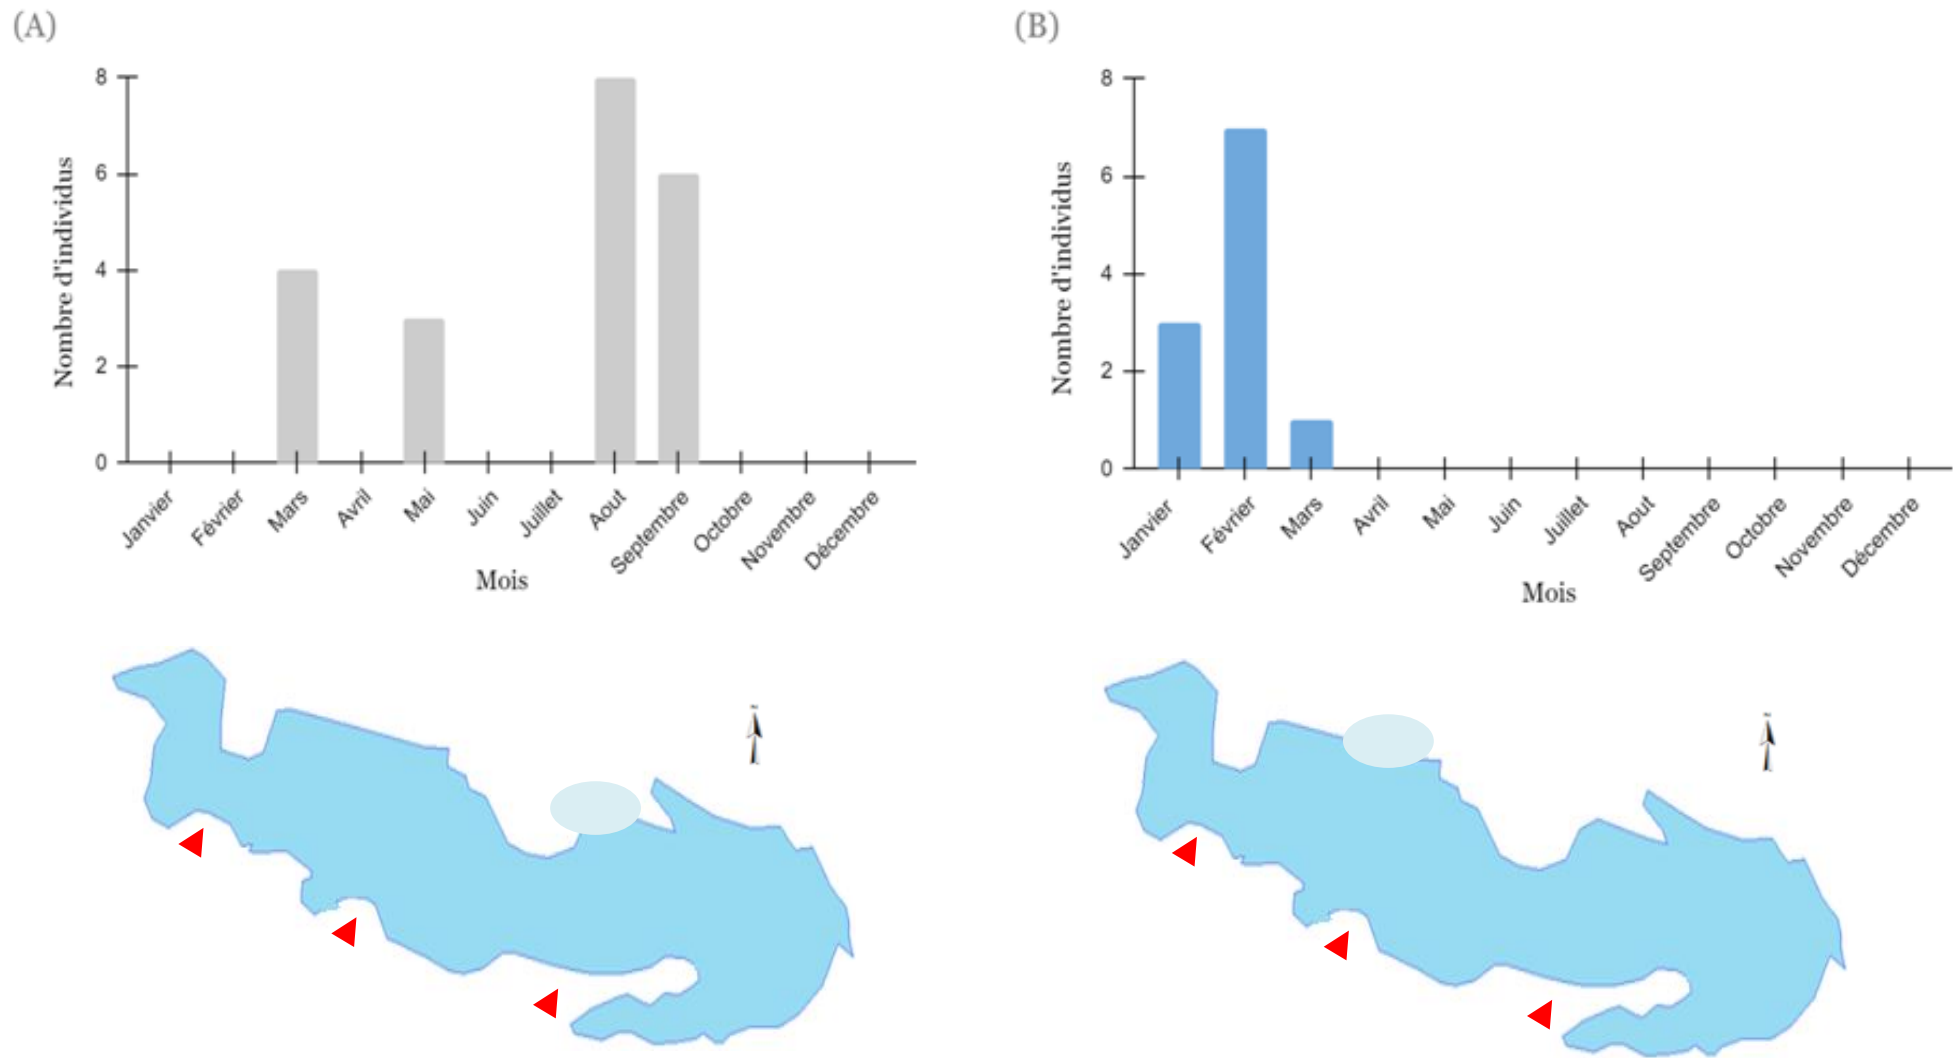 (A)
8
6
4
2
0
Nombre d'individus
Janvier
Février
Mars
Avril
Mai
Juin
Juillet
Aout
Septembre
Octobre
Novembre
Décembre
Mois
(B)
8
6
4
2
0
Nombre d'individus
Janvier
Février
Mars
Avril
Mai
Juin
Juillet
Aout
Septembre
Octobre
Novembre
Décembre
Mois